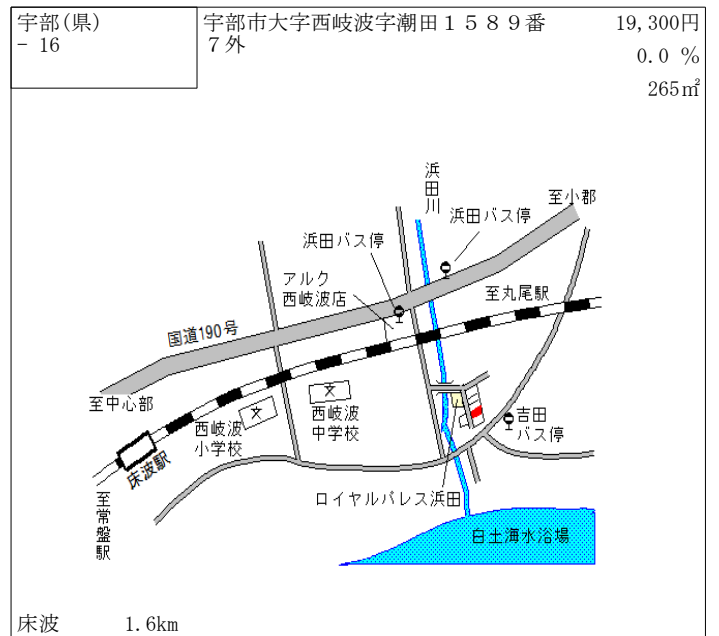 宇部(県)
- 16
宇部市大字西岐波字潮田１５８９番
７外
19,300円
0.0 %
265㎡
浜田川
至小郡
浜田バス停
浜田バス停
アルク
西岐波店
至丸尾駅
国道190号
至中心部
西岐波
小学校
西岐波
中学校
吉田
バス停
床波駅
ロイヤルパレス浜田
至常盤駅
白土海水浴場
床波 1.6km